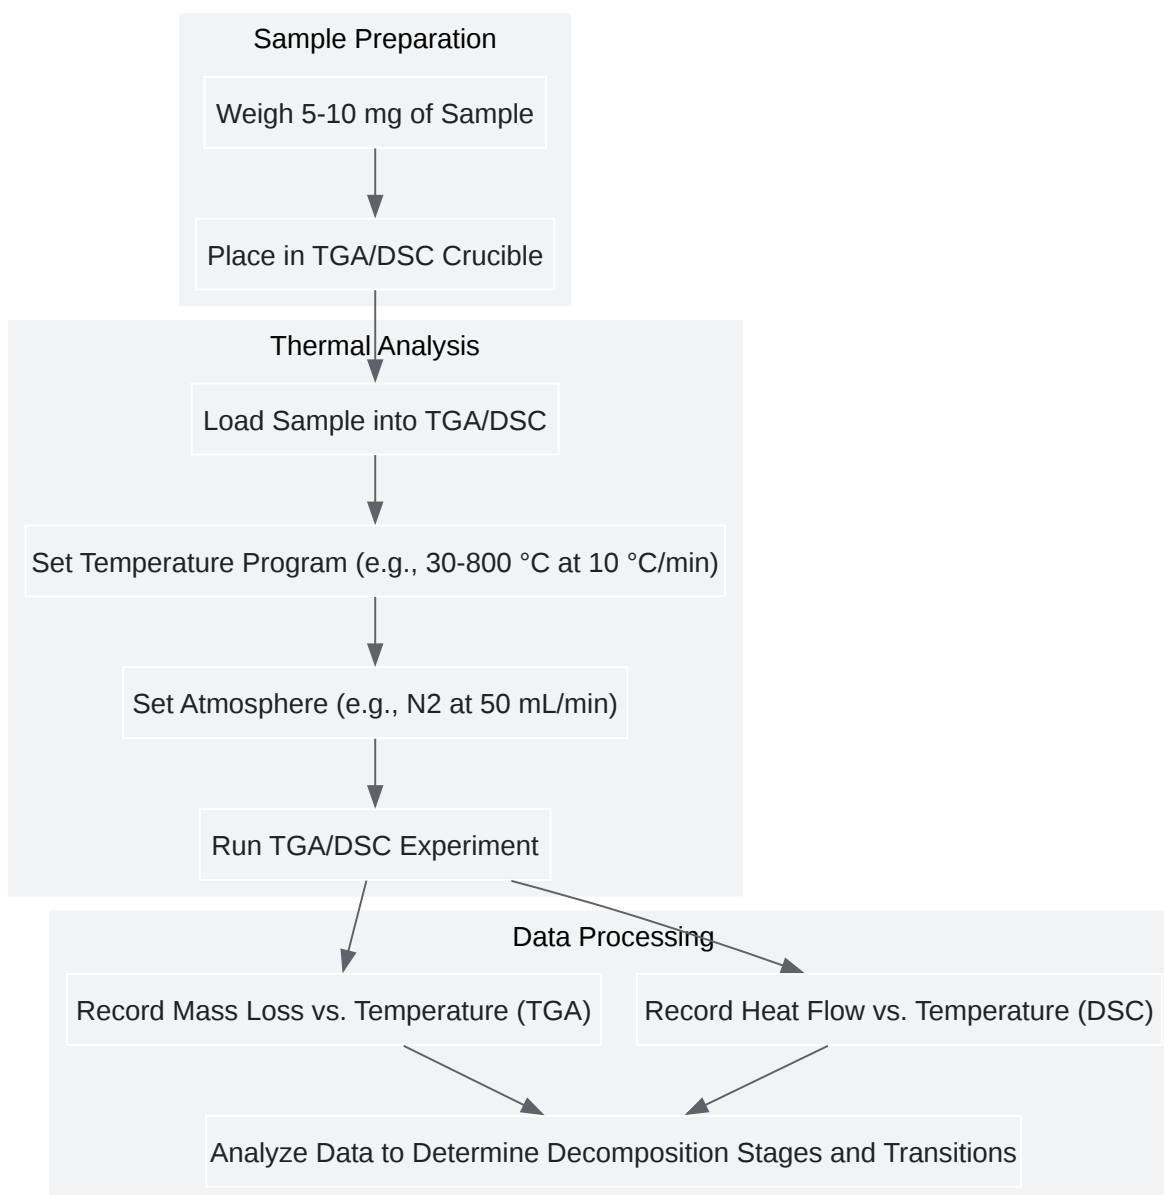 Sample Preparation
Weigh 5-10 mg of Sample
Place in TGA/DSC Crucible
Thermal Analysis
Load Sample into TGA/DSC
Set Temperature Program (e.g., 30-800 °C at 10 °C/min)
Set Atmosphere (e.g., N2 at 50 mL/min)
Run TGA/DSC Experiment
Data Processing
Record Mass Loss vs. Temperature (TGA)
Record Heat Flow vs. Temperature (DSC)
Analyze Data to Determine Decomposition Stages and Transitions